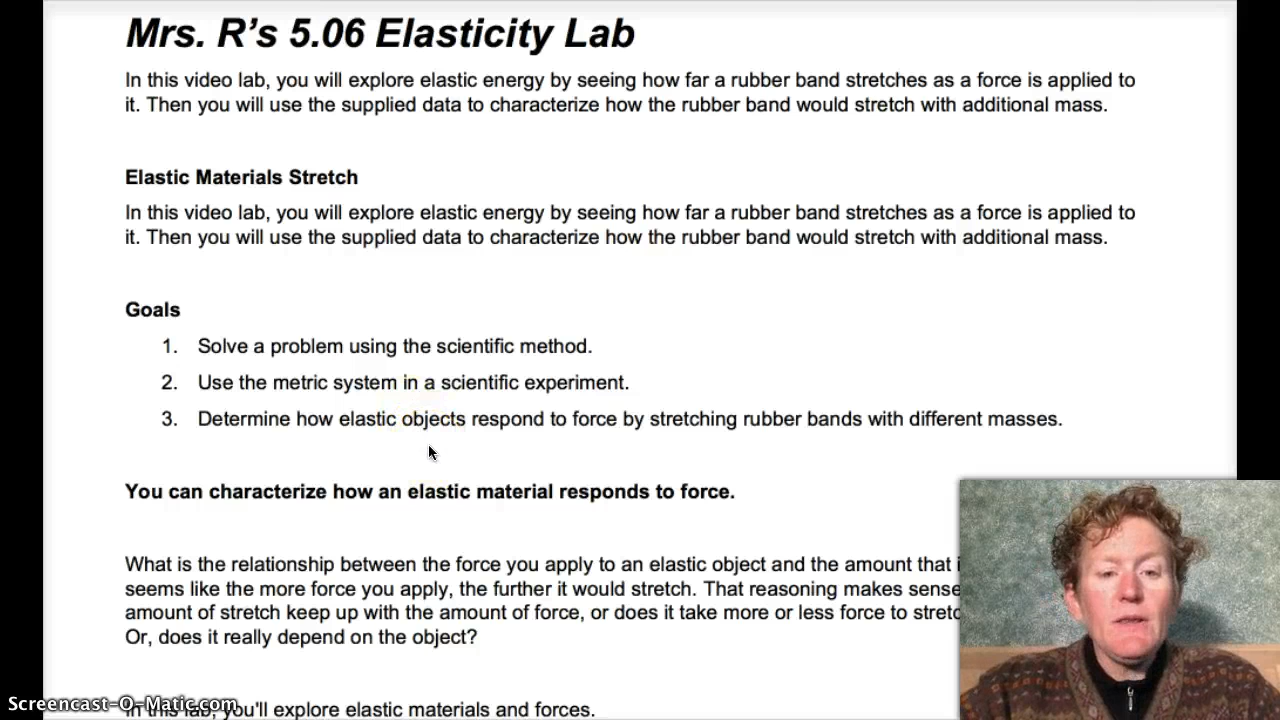 Mrs. R's 5.06 Elasticity Lab
In this video lab, you will explore elastic energy by seeing how far a rubber band stretches as a force is applied to
it. Then you will use the supplied data to characterize how the rubber band would stretch with additional mass.
Elastic Materials Stretch
In this video lab, you will explore elastic energy by seeing how far a rubber band stretches as a force is applied to
it. Then you will use the supplied data to characterize how the rubber band would stretch with additional mass.
Goals
1. Solve a problem using the scientific method.
2. Use the metric system in a scientific experiment.
3. Determine how elastic objects respond to force by stretching rubber bands with different masses.
You can characterize how an elastic material responds to force.
What is the relationship between the force you apply to an elastic object and the amount that
seems like the more force you apply, the further it would stretch. That reasoning makes sense
amount of stretch keep up with the amount of force, or does it take more or less force to
Or, does it really depend on the object?
In this lab, you'll explore elastic materials and forces.
Screencast-O-Matic.com